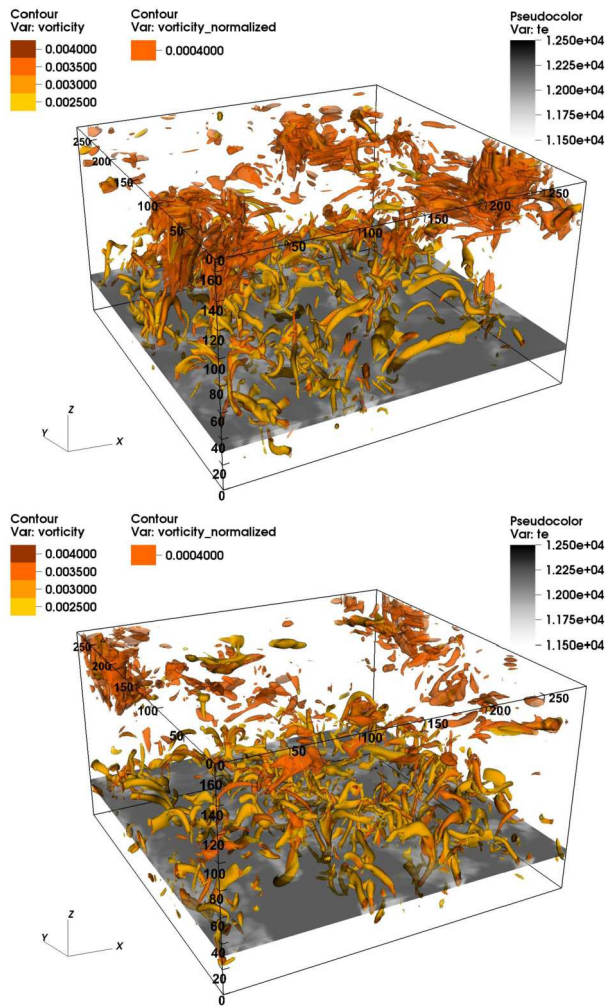 Contour
Var: vorticity
0.004000
0.003500
0.003000
0.002500
Contour
Var: vorticity_normalized
0.0004000
Pseudocolor
Var: te
1.250e+04
1.225e+04
1.200e+04
1.175e+04
1.150e+04
250
200
150
100
50
0
0
50
100
150
200
250
160
140
120
100
80
60
40
20
0
Z
Y
X
Contour
Var: vorticity
0.004000
0.003500
0.003000
0.002500
Contour
Var: vorticity_normalized
0.0004000
Pseudocolor
Var: te
1.250e+04
1.225e+04
1.200e+04
1.175e+04
1.150e+04
250
200
150
100
50
0
0
50
100
150
200
250
160
140
120
100
80
60
40
20
0
Z
Y
X